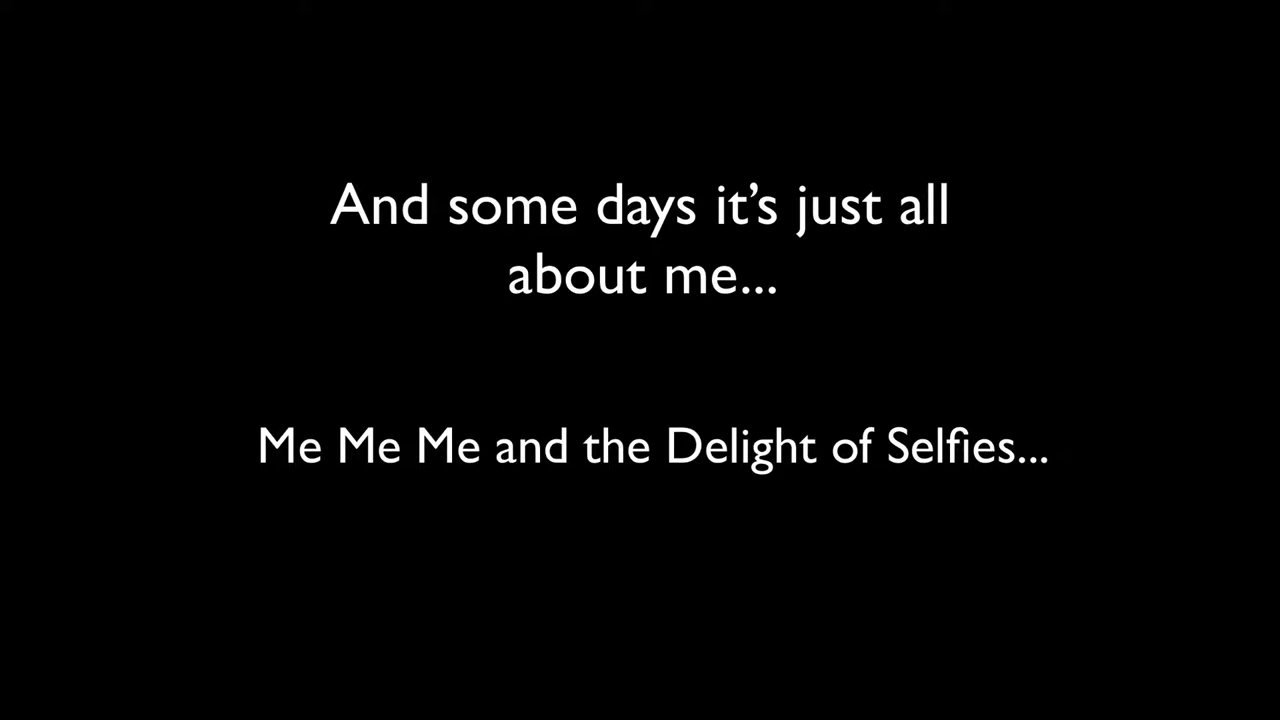 And some days it’s just all
about me...
Me Me Me and the Delight of Selfies...